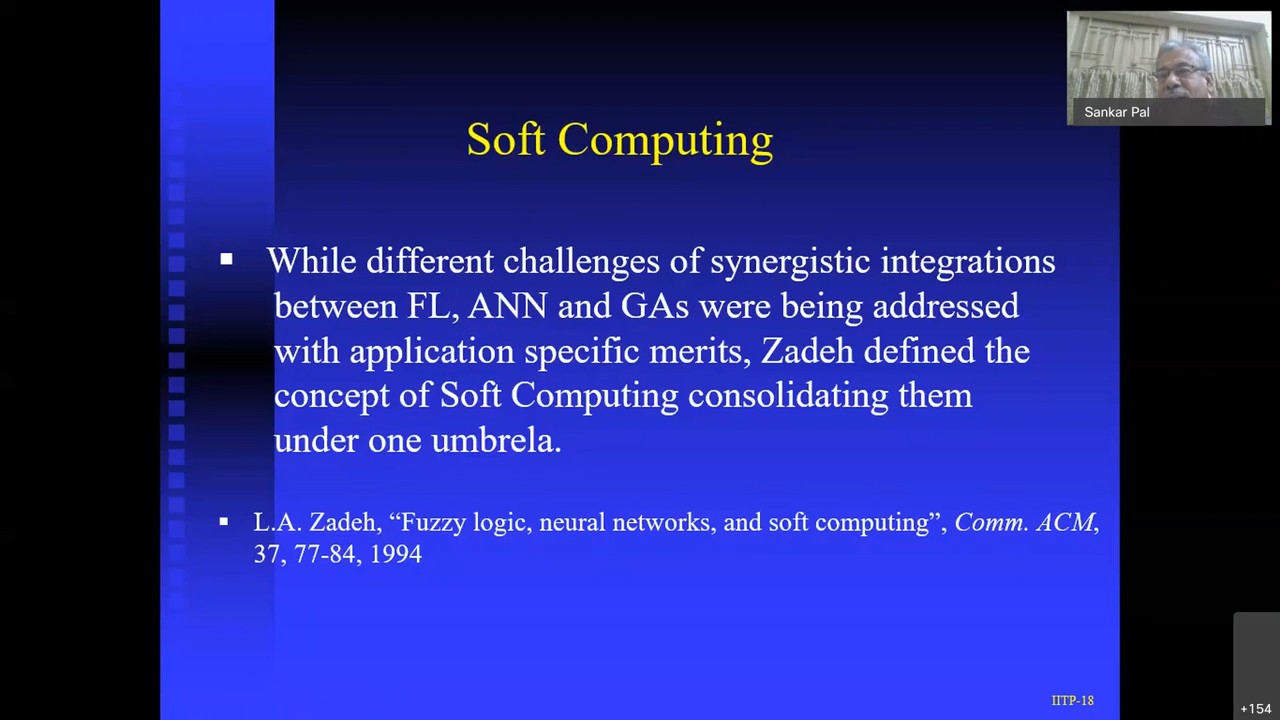 Sankar Pal
Soft Computing
While different challenges of synergistic integrations
between FL, ANN and GAs were being addressed
with application specific merits, Zadeh defined the
concept of Soft Computing consolidating them
under one umbrela.
L.A. Zadeh, “Fuzzy logic, neural networks, and soft computing”, Comm. ACM,
37, 77-84, 1994
IITP-18
+154